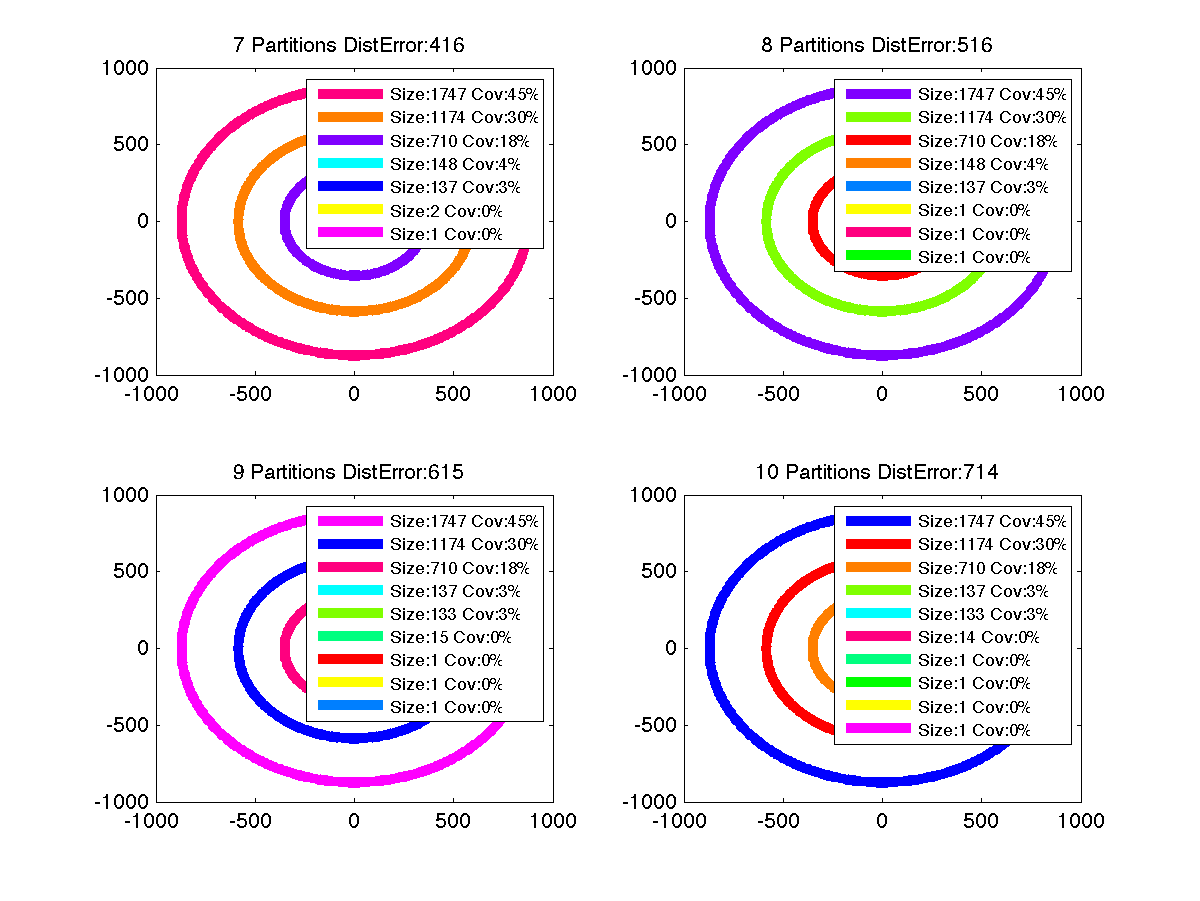 7 Partitions DistError:416
1000
500
0
-500
-1000
-1000 -500 0 500 1000
Size:1747 Cov:45%
Size:1174 Cov:30%
Size:710 Cov:18%
Size:148 Cov:4%
Size:137 Cov:3%
Size:2 Cov:0%
Size:1 Cov:0%
8 Partitions DistError:516
1000
500
0
-500
-1000
-1000 -500 0 500 1000
Size:1747 Cov:45%
Size:1174 Cov:30%
Size:710 Cov:18%
Size:148 Cov:4%
Size:137 Cov:3%
Size:1 Cov:0%
Size:1 Cov:0%
Size:1 Cov:0%
9 Partitions DistError:615
1000
500
0
-500
-1000
-1000 -500 0 500 1000
Size:1747 Cov:45%
Size:1174 Cov:30%
Size:710 Cov:18%
Size:137 Cov:3%
Size:133 Cov:3%
Size:15 Cov:0%
Size:1 Cov:0%
Size:1 Cov:0%
Size:1 Cov:0%
10 Partitions DistError:714
1000
500
0
-500
-1000
-1000 -500 0 500 1000
Size:1747 Cov:45%
Size:1174 Cov:30%
Size:710 Cov:18%
Size:137 Cov:3%
Size:133 Cov:3%
Size:14 Cov:0%
Size:1 Cov:0%
Size:1 Cov:0%
Size:1 Cov:0%
Size:1 Cov:0%